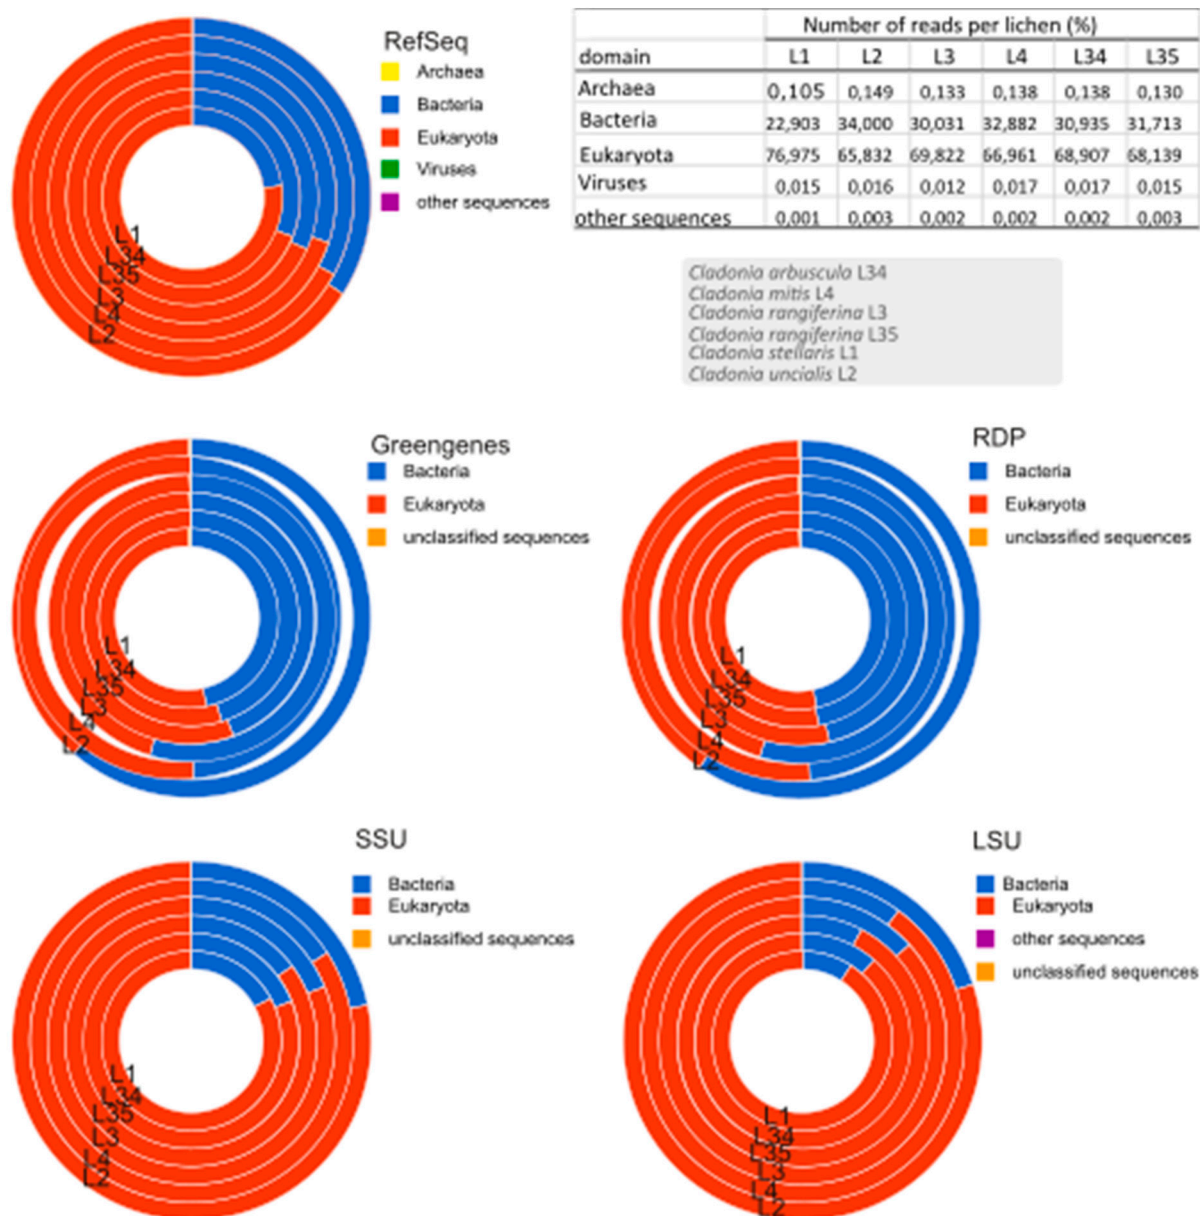 RefSeq
Archaea
Bacteria
Eukaryota
Viruses
other sequences
L1
L34
L35
L3
L4
L2
Number of reads per lichen (%)
domain L1 L2 L3 L4 L34 L35
Archaea 0,105 0,149 0,133 0,138 0,138 0,130
Bacteria 22,903 34,000 30,031 32,882 30,935 31,713
Eukaryota 76,975 65,832 69,822 66,961 68,907 68,139
Viruses 0,015 0,016 0,012 0,017 0,017 0,015
other sequences 0,001 0,003 0,002 0,002 0,002 0,003
Cladonia arbuscula L34
Cladonia mitis L4
Cladonia rangiferina L3
Cladonia rangiferina L35
Cladonia stellaris L1
Cladonia uncialis L2
Greengenes
Bacteria
Eukaryota
unclassified sequences
L1
L34
L35
L3
L4
L2
RDP
Bacteria
Eukaryota
unclassified sequences
L1
L34
L35
L3
L4
L2
SSU
Bacteria
Eukaryota
unclassified sequences
L1
L34
L35
L3
L4
L2
LSU
Bacteria
Eukaryota
other sequences
unclassified sequences
L1
L34
L35
L3
L4
L2